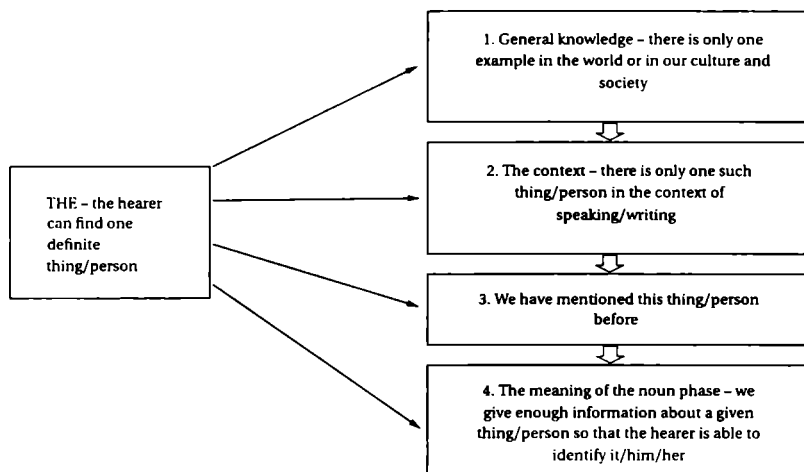 THE – the hearer
can find one
definite
thing/person
1. General knowledge – there is only one
example in the world or in our culture and
society
2. The context – there is only one such
thing/person in the context of
speaking/writing
3. We have mentioned this thing/person
before
4. The meaning of the noun phase – we
give enough information about a given
thing/person so that the hearer is able to
identify it/him/her